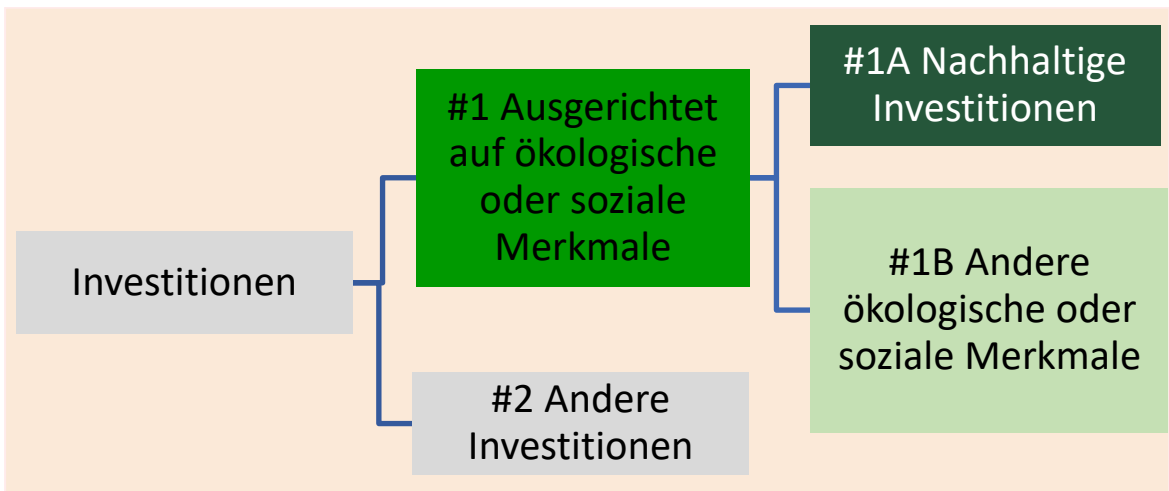 Investitionen
#1 Ausgerichtet
auf ökologische
oder soziale
Merkmale
#2 Andere
Investitionen
#1A Nachhaltige
Investitionen
#1B Andere
ökologische oder
soziale Merkmale